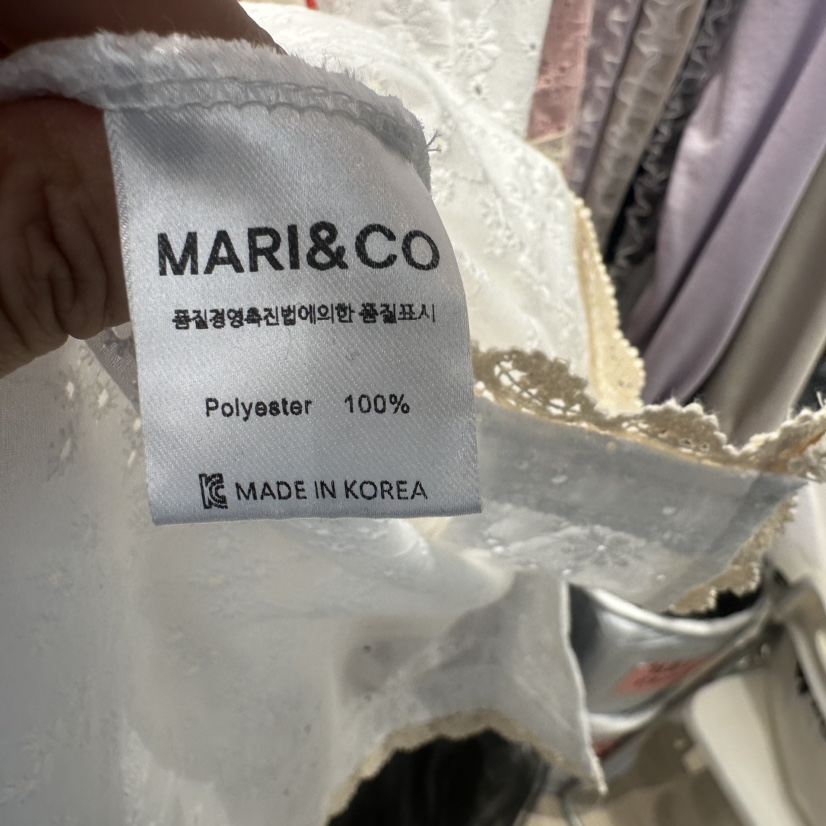 MARI&CO
품질경영촉진법에의한 품질표시
Polyester 100%
KC MADE IN KOREA